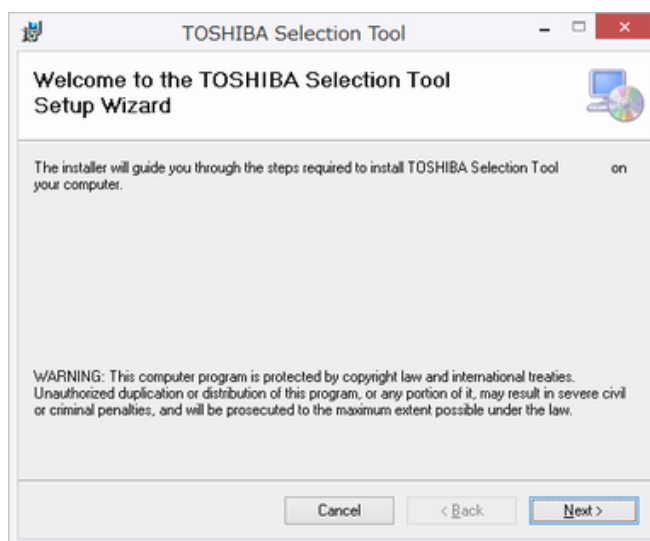 TOSHIBA Selection Tool
Welcome to the TOSHIBA Selection Tool
Setup Wizard
The installer will guide you through the steps required to install TOSHIBA Selection Tool on
your computer.
WARNING: This computer program is protected by copyright law and international treaties.
Unauthorized duplication or distribution of this program, or any portion of it, may result in severe civil
or criminal penalties, and will be prosecuted to the maximum extent possible under the law.
Cancel < Back Next >